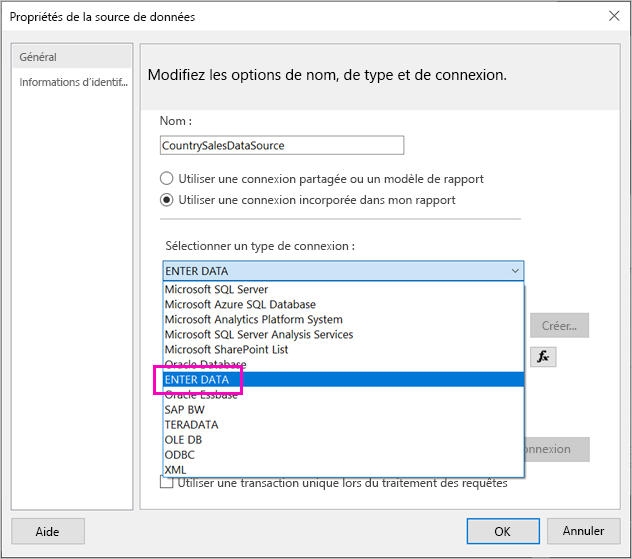 Propriétés de la source de données
Général
Informations d'identif...
Modifiez les options de nom, de type et de connexion.
Nom :
CountrySalesDataSource
Utiliser une connexion partagée ou un modèle de rapport
Utiliser une connexion incorporée dans mon rapport
Sélectionner un type de connexion :
ENTER DATA
Microsoft SQL Server
Microsoft Azure SQL Database
Microsoft Analytics Platform System
Microsoft SQL Server Analysis Services
Microsoft SharePoint List
Oracle Database
ENTER DATA
Oracle Essbase
SAP BW
TERADATA
OLE DB
ODBC
XML
Créer...
fx
onnexion
Utiliser une transaction unique lors du traitement des requêtes
Aide
OK
Annuler